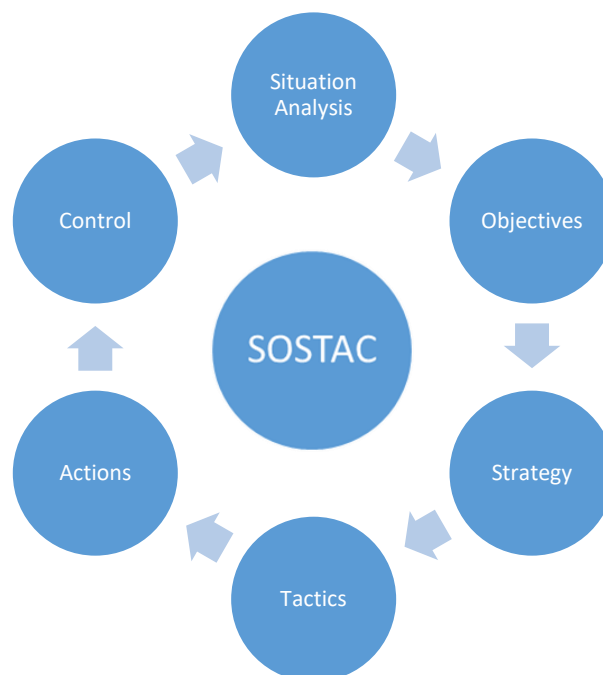 Situation
Analysis
Objectives
Strategy
Tactics
Actions
Control
SOSTAC